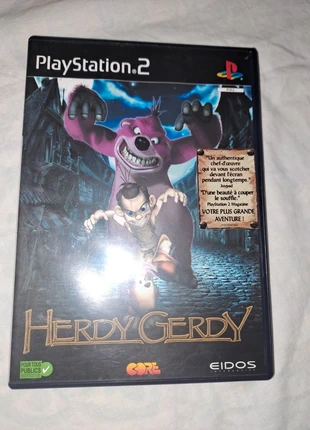 PlayStation.2
"Un authentique
chef-d'œuvre
qui va vous scotcher
devant l'écran
pendant longtemps."
"D'une beauté à couper
le souffle."
PlayStation 2 Magazine
VOTRE PLUS GRANDE
AVENTURE !
HERDY GERDY
POUR TOUS
PUBLICS
CORE
EIDOS